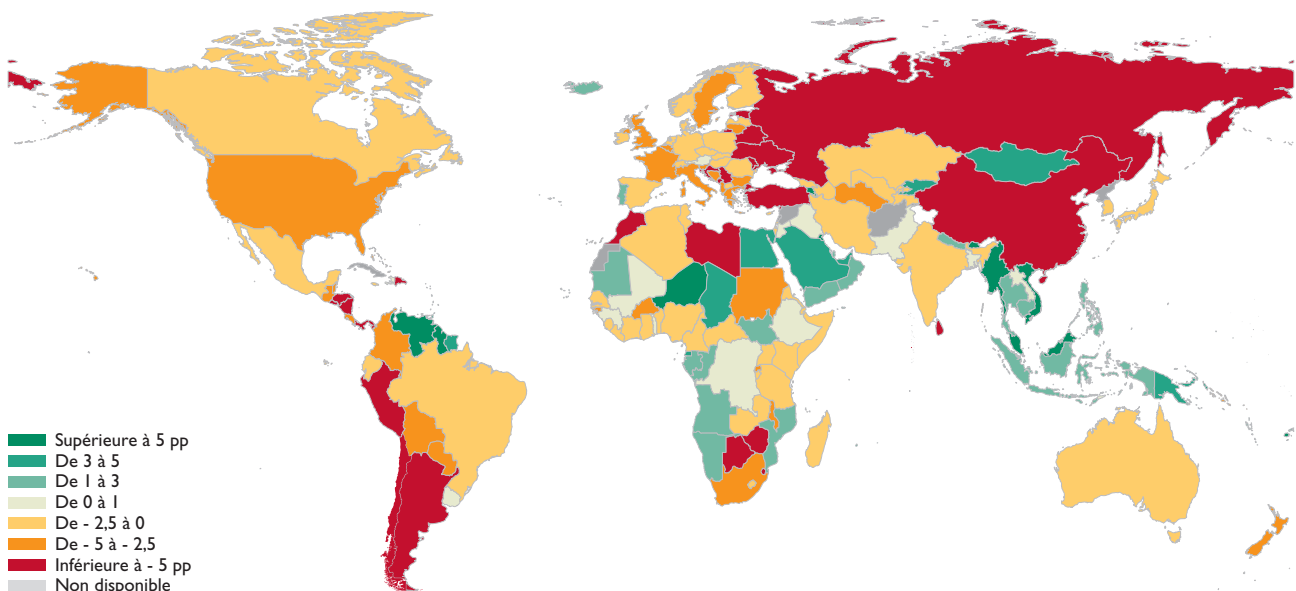 Supérieure à 5 pp
De 3 à 5
De 1 à 3
De 0 à 1
De - 2,5 à 0
De - 5 à - 2,5
Inférieure à - 5 pp
Non disponible